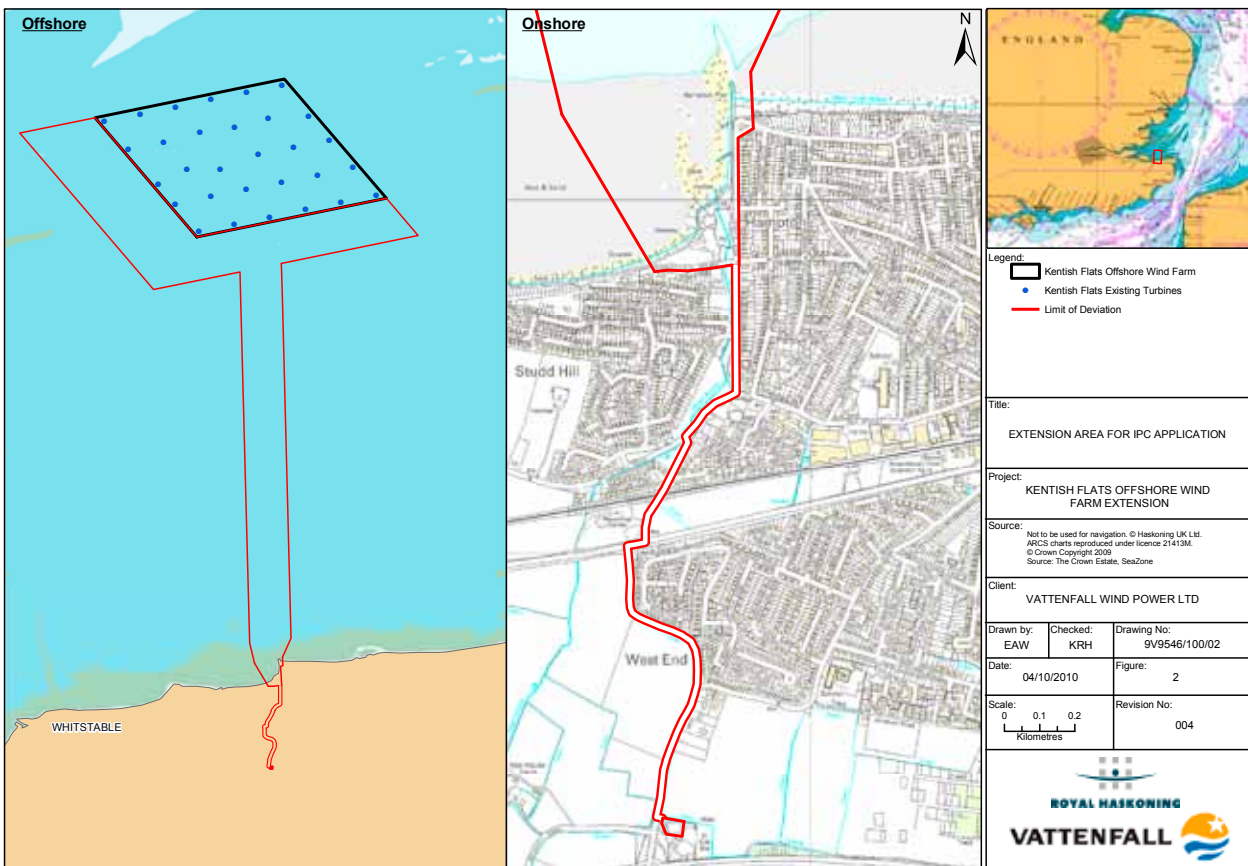 Offshore
WHITSTABLE
Onshore
N
Studd Hill
West End
ENGLAND
Legend:
Kentish Flats Offshore Wind Farm
Kentish Flats Existing Turbines
Limit of Deviation
Title:
EXTENSION AREA FOR IPC APPLICATION
Project:
KENTISH FLATS OFFSHORE WIND
FARM EXTENSION
Source:
Not to be used for navigation. © Haskoning UK Ltd.
ARCS charts reproduced under licence 21413M.
© Crown Copyright 2009
Source: The Crown Estate, SeaZone
Client:
VATTENFALL WIND POWER LTD
Drawn by:
EAW
Checked:
KRH
Drawing No:
9V9546/100/02
Date:
04/10/2010
Figure:
2
Scale:
0 0.1 0.2
Kilometres
Revision No:
004
ROYAL HASKONING
VATTENFALL